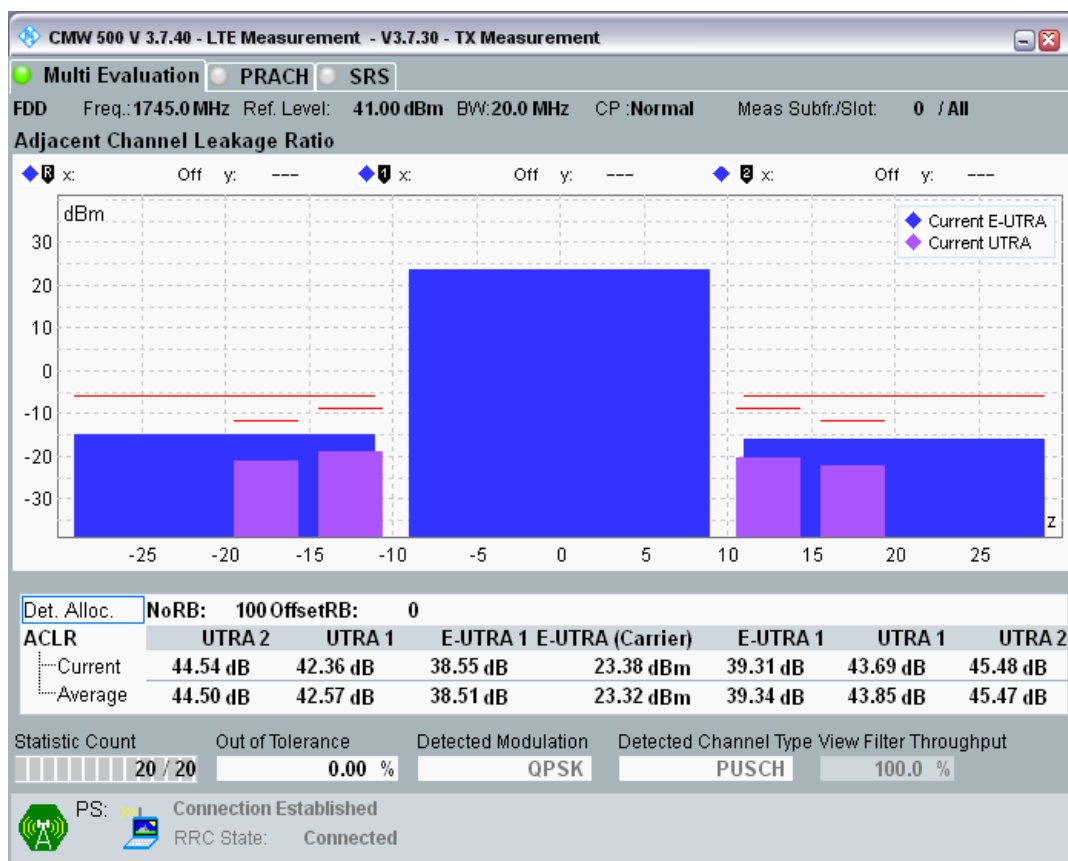 CMW 500 V 3.7.40 - LTE Measurement - V3.7.30 - TX Measurement
Multi Evaluation PRACH SRS
FDD Freq.: 1745.0 MHz Ref. Level: 41.00 dBm BW: 20.0 MHz CP : Normal Meas Subfr./Slot: 0 / All
Adjacent Channel Leakage Ratio
R x: Off y: --- 1 x: Off y: --- 2 x: Off y: ---
dBm
Current E-UTRA
Current UTRA
30
20
10
0
-10
-20
-30
z
-25 -20 -15 -10 -5 0 5 10 15 20 25
Det. Alloc. NoRB: 100 OffsetRB: 0
ACLR UTRA 2 UTRA 1 E-UTRA 1 E-UTRA (Carrier) E-UTRA 1 UTRA 1 UTRA 2
Current 44.54 dB 42.36 dB 38.55 dB 23.38 dBm 39.31 dB 43.69 dB 45.48 dB
Average 44.50 dB 42.57 dB 38.51 dB 23.32 dBm 39.34 dB 43.85 dB 45.47 dB
Statistic Count Out of Tolerance Detected Modulation Detected Channel Type View Filter Throughput
20 / 20 0.00 % QPSK PUSCH 100.0 %
PS: Connection Established
RRC State: Connected